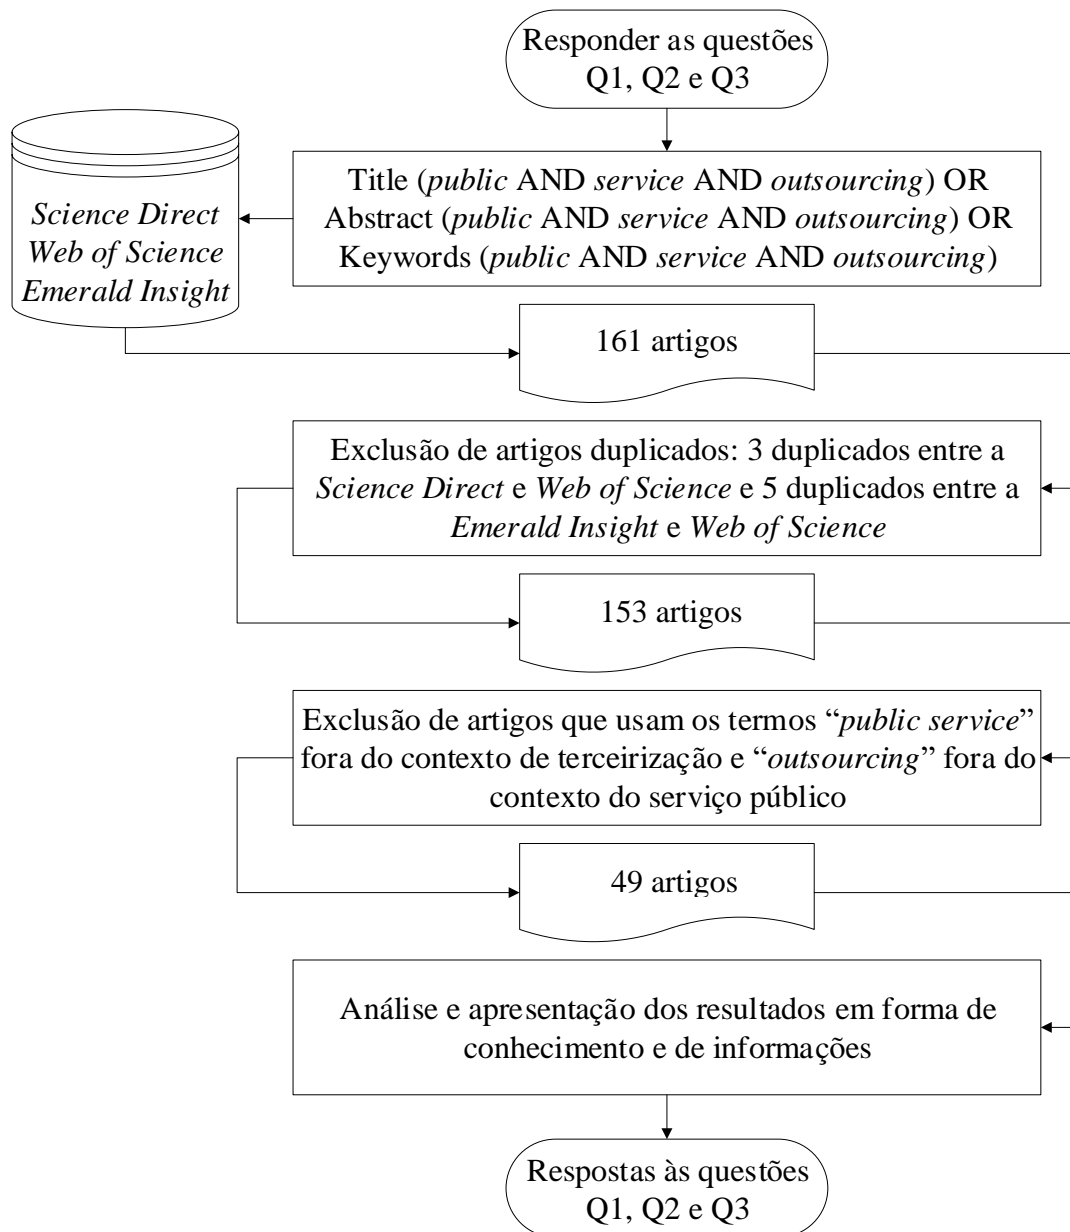 Responder as questões
Q1, Q2 e Q3
Title (public AND service AND outsourcing) OR
Abstract (public AND service AND outsourcing) OR
Keywords (public AND service AND outsourcing)
Science Direct
Web of Science
Emerald Insight
161 artigos
Exclusão de artigos duplicados: 3 duplicados entre a
Science Direct e Web of Science e 5 duplicados entre a
Emerald Insight e Web of Science
153 artigos
Exclusão de artigos que usam os termos “public service”
fora do contexto de terceirização e “outsourcing” fora do
contexto do serviço público
49 artigos
Análise e apresentação dos resultados em forma de
conhecimento e de informações
Respostas às questões
Q1, Q2 e Q3